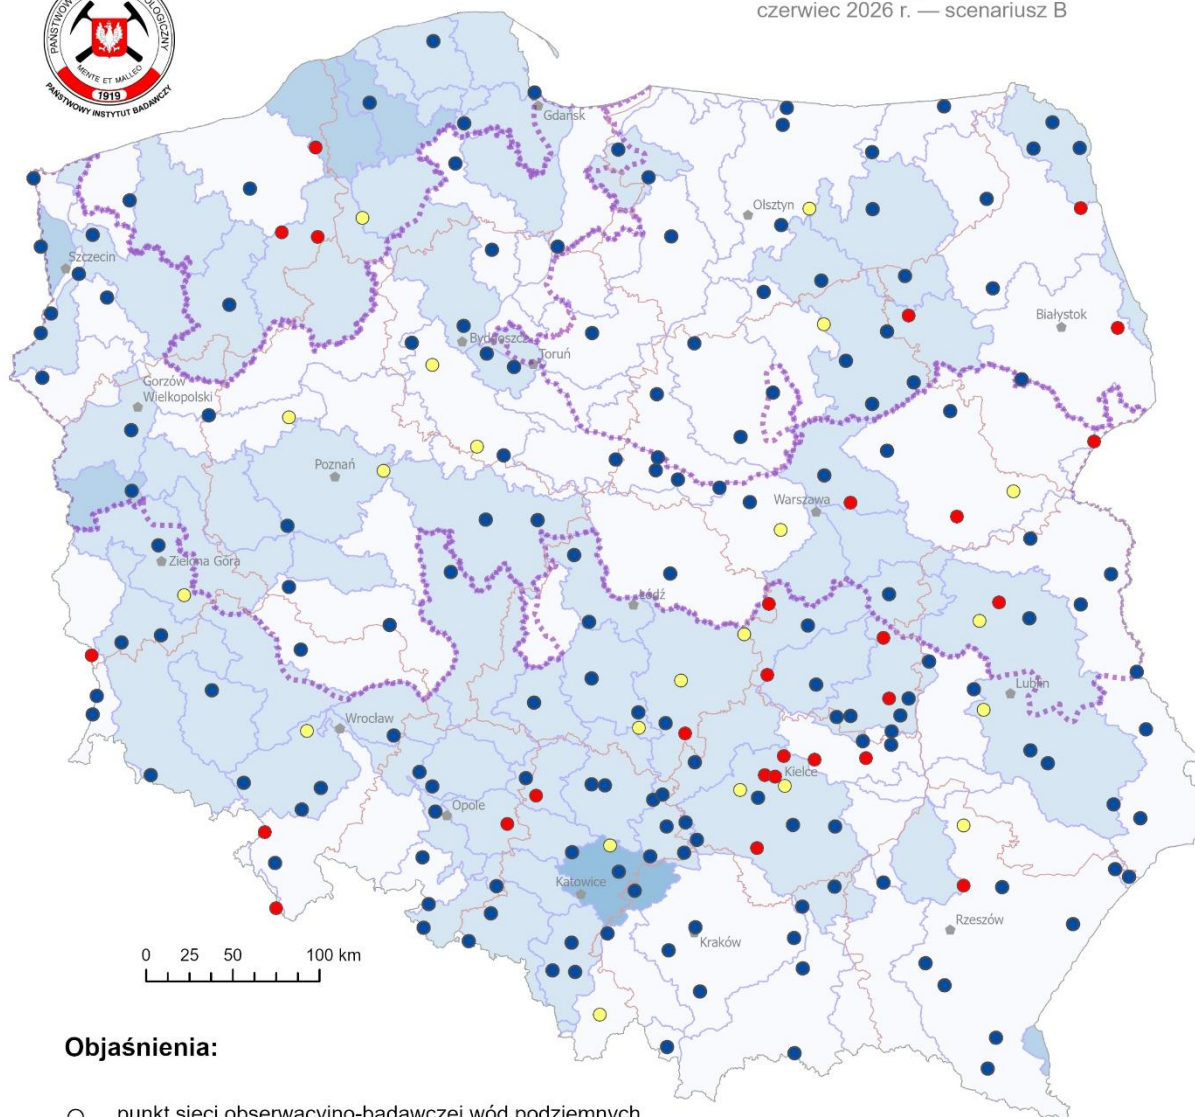 PAŃSTWOWY
OLOGICZNY
MENTE ET MALLEO
1919
PAŃSTWOWY INSTYTUT BADAWCZY
czerwiec 2026 r. — scenariusz B
Gdańsk
Olsztyn
Szczecin
Białystok
Bydgoszcz
Toruń
Gorzów
Wielkopolski
Poznań
Warszawa
Zielona Góra
Łódź
Lublin
Wrocław
Kielce
Opole
Katowice
Rzeszów
Kraków
0 25 50 100 km
Objaśnienia:
punkt sieci obserwacyjno-badawczej wód podziemnych